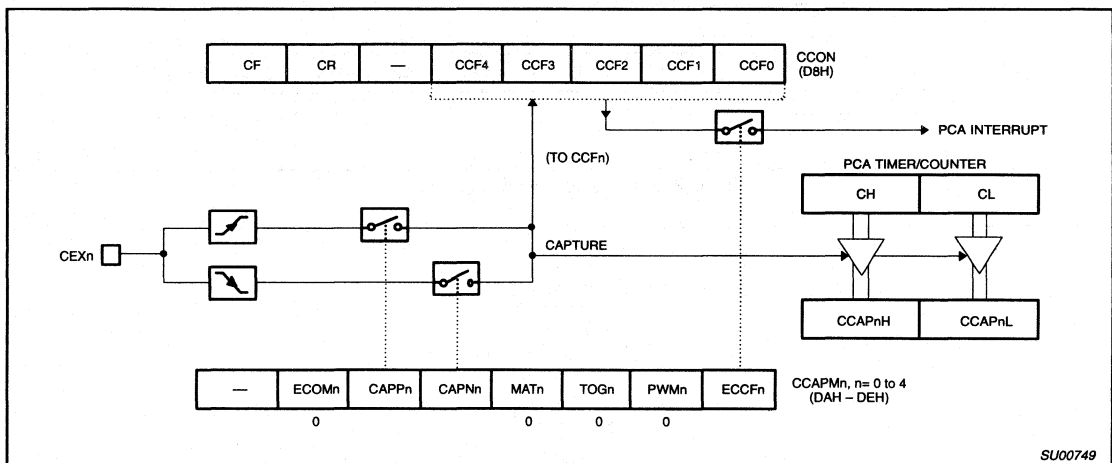 CF CR — CCF4 CCF3 CCF2 CCF1 CCF0
CCON
(D8H)
PCA INTERRUPT
(TO CCFn)
PCA TIMER/COUNTER
CH CL
CEXn
CAPTURE
CCAPnH CCAPnL
— ECOMn CAPPn CAPNn MATn TOGn PWMn ECCFn
CCAPMn, n= 0 to 4
(DAH – DEH)
0 0 0 0
SU00749